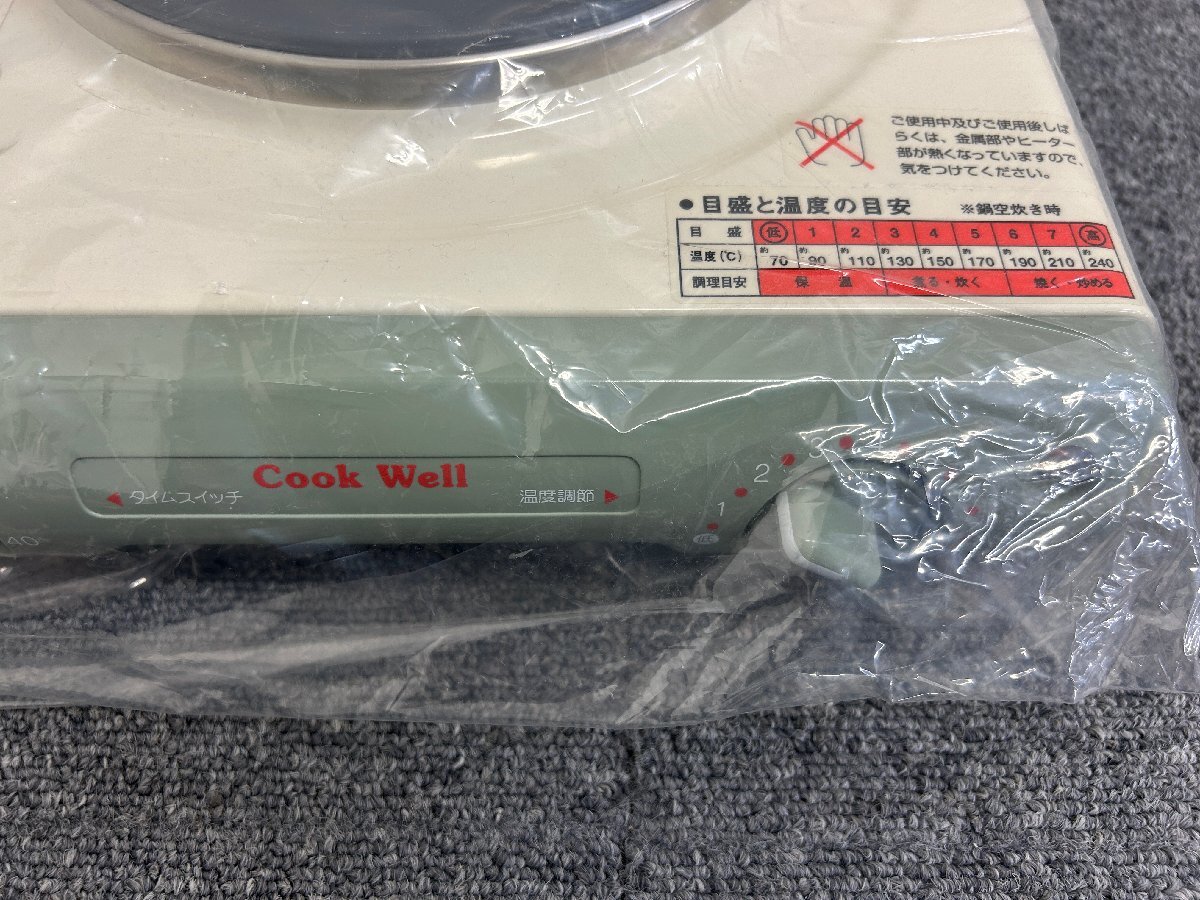 ご使用中及びご使用後しば
らくは、金属部やヒーター
部が熱くなっていますので、
気をつけてください。
●目盛と温度の目安 ※鍋空炊き時
目盛 低 1 2 3 4 5 6 7 高
温度(℃) 約70 約90 約110 約130 約150 約170 約190 約210 約240
調理目安 保温 煮る・炊く 焼く・炒める
Cook Well
タイムスイッチ 温度調節
3
2
1
低
40